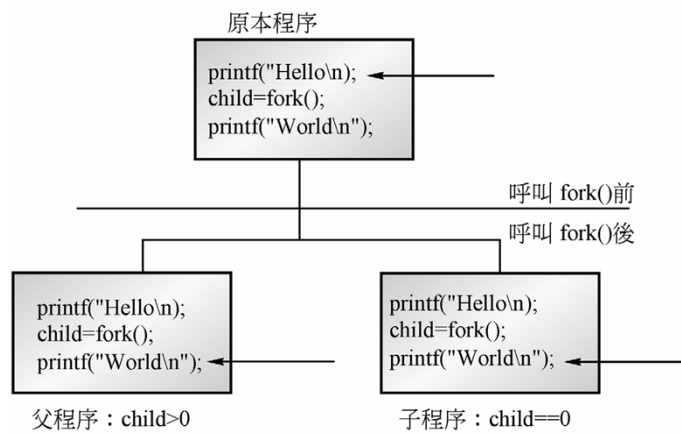 原本程序
printf("Hello\n);
child=fork();
printf("World\n");
呼叫 fork()前
呼叫 fork()後
printf("Hello\n);
child=fork();
printf("World\n");
父程序：child>0
printf("Hello\n);
child=fork();
printf("World\n");
子程序：child==0